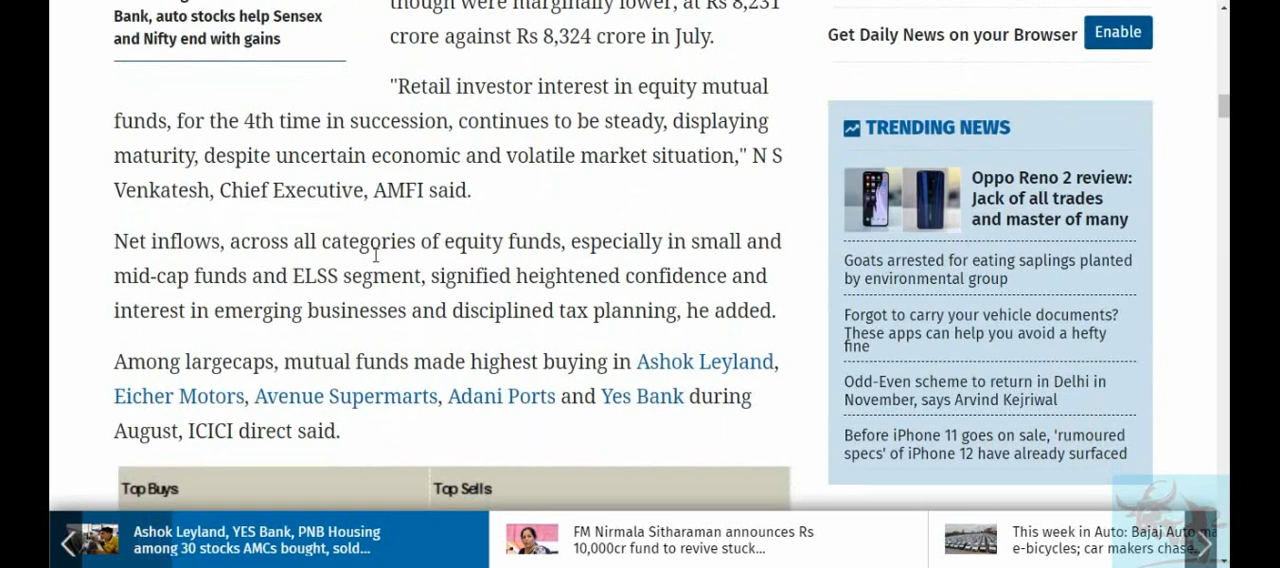 Bank, auto stocks help Sensex
and Nifty end with gains
though were marginally lower, at Rs 8,231
crore against Rs 8,324 crore in July.
"Retail investor interest in equity mutual
funds, for the 4th time in succession, continues to be steady, displaying
maturity, despite uncertain economic and volatile market situation," N S
Venkatesh, Chief Executive, AMFI said.
Net inflows, across all categories of equity funds, especially in small and
mid-cap funds and ELSS segment, signified heightened confidence and
interest in emerging businesses and disciplined tax planning, he added.
Among largecaps, mutual funds made highest buying in Ashok Leyland,
Eicher Motors, Avenue Supermarts, Adani Ports and Yes Bank during
August, ICICI direct said.
Top Buys
Top Sells
Get Daily News on your Browser
Enable
TRENDING NEWS
Oppo Reno 2 review:
Jack of all trades
and master of many
Goats arrested for eating saplings planted
by environmental group
Forgot to carry your vehicle documents?
These apps can help you avoid a hefty
fine
Odd-Even scheme to return in Delhi in
November, says Arvind Kejriwal
Before iPhone 11 goes on sale, 'rumoured
specs' of iPhone 12 have already surfaced
Ashok Leyland, YES Bank, PNB Housing
among 30 stocks AMCs bought, sold...
FM Nirmala Sitharaman announces Rs
10,000cr fund to revive stuck...
This week in Auto: Bajaj Auto
e-bicycles; car makers chase...